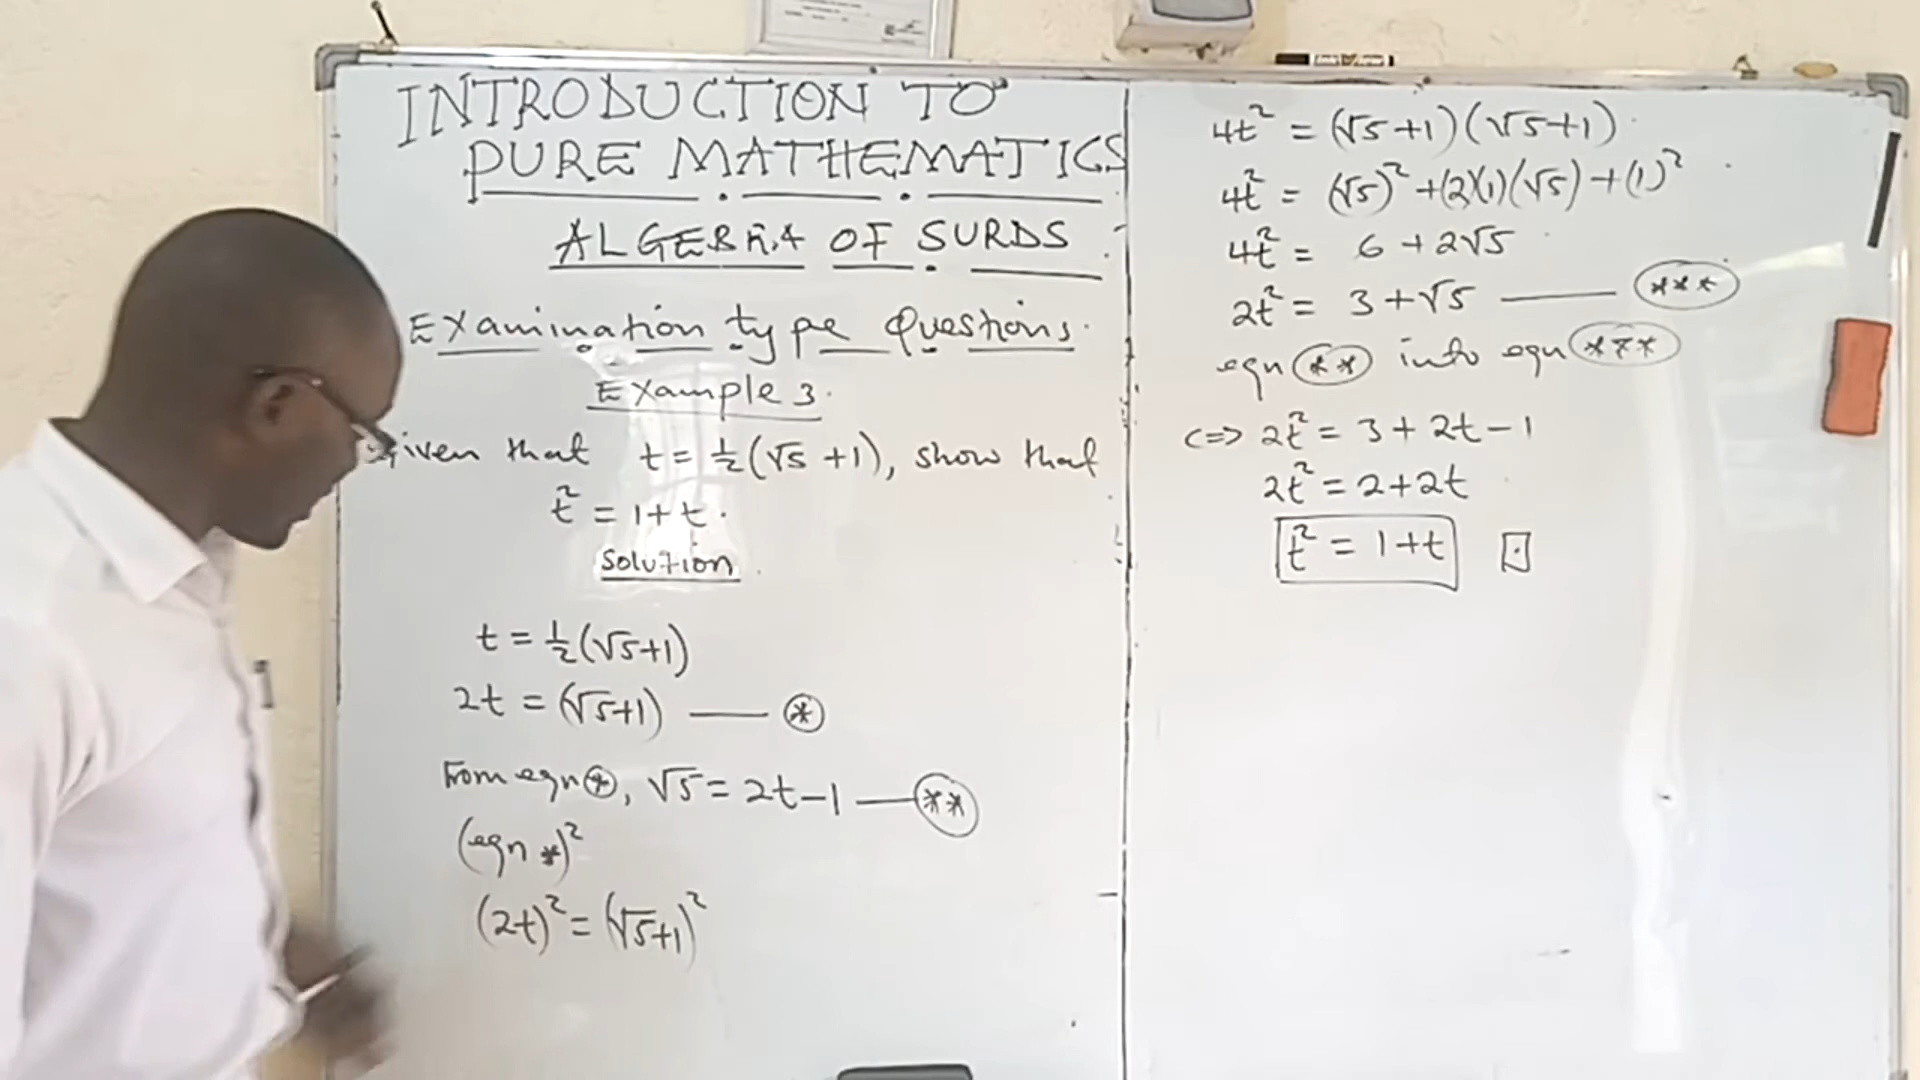 INTRODUCTION TO
PURE MATHEMATICS
ALGEBRA OF SURDS
Examination type Questions.
Example 3.
Given that t = ½(√5 +1), show that
t² = 1+t.
Solution
t = ½(√5+1)
2t = (√5+1) —— (*)
From eqn (*), √5 = 2t-1 —— (**)
(eqn *)²
(2t)² = (√5+1)²
4t² = (√5+1)(√5+1)
4t² = (√5)² + (2)(1)(√5) + (1)²
4t² = 6 + 2√5
2t² = 3 + √5 —— (***)
eqn (**) into eqn (***)
<=> 2t² = 3 + 2t - 1
2t² = 2 + 2t
t² = 1+t